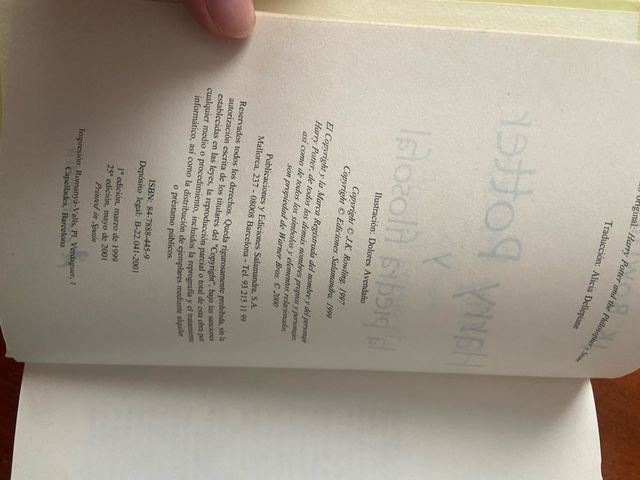 original: Harry Potter and the Philosopher's Stone
Traducción: Alicia Dellepiane
Ilustración: Dolores Avendaño
Copyright © J.K. Rowling, 1997
Copyright © Ediciones Salamandra, 1999
El Copyright y la Marca Registrada del nombre y del personaje
Harry Potter, de todos los demás nombres propios y personajes,
así como de todos los símbolos y elementos relacionados,
son propiedad de Warner Bros. © 2000
Publicaciones y Ediciones Salamandra, S.A.
Mallorca, 237 - 08008 Barcelona - Tel. 93 215 11 99
Reservados todos los derechos. Queda rigurosamente prohibida, sin la
autorización escrita de los titulares del "Copyright", bajo las sanciones
establecidas en las leyes, la reproducción parcial o total de esta obra por
cualquier medio o procedimiento, incluidos la reprografía y el tratamiento
informático, así como la distribución de ejemplares mediante alquiler
o préstamo públicos.
ISBN: 84-7888-445-9
Depósito legal: B-22.041-2001
1ª edición, marzo de 1999
25ª edición, mayo de 2001
Printed in Spain
Impresión: Romanyà-Valls, Pl. Verdaguer, 1
Capellades, Barcelona
Harry Potter
y
la piedra filosofal